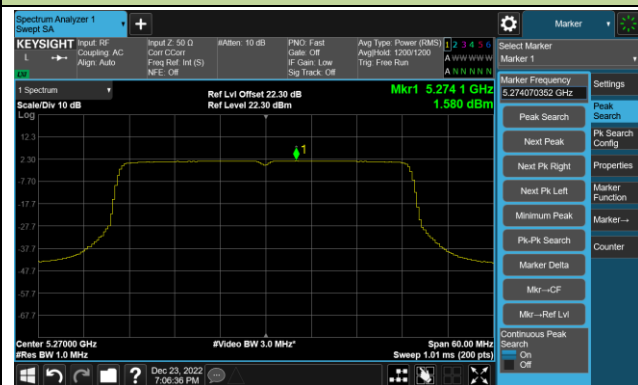 Spectrum Analyzer 1
Swept SA
Marker
KEYSIGHT
L
Input: RF
Coupling: AC
Align: Auto
Input Z: 50 Ω
Corr CCorr
Freq Ref: Int (S)
NFE: Off
#Atten: 10 dB
PNO: Fast
Gate: Off
IF Gain: Low
Sig Track: Off
Avg Type: Power (RMS)
Avg|Hold: 1200/1200
Trig: Free Run
1 2 3 4 5 6
A W W W W W
A N N N N N
Select Marker
Marker 1
1 Spectrum
Scale/Div 10 dB
Log
Ref Lvl Offset 22.30 dB
Ref Level 22.30 dBm
Mkr1 5.274 1 GHz
1.580 dBm
12.3
2.30
-7.70
-17.7
-27.7
-37.7
-47.7
-57.7
-67.7
1
Center 5.27000 GHz
#Res BW 1.0 MHz
#Video BW 3.0 MHz*
Span 60.00 MHz
Sweep 1.01 ms (200 pts)
Marker Frequency
5.274070352 GHz
Peak Search
Next Peak
Next Pk Right
Next Pk Left
Minimum Peak
Pk-Pk Search
Marker Delta
Mkr→CF
Mkr→Ref Lvl
Continuous Peak
Search
On
Off
Settings
Peak
Search
Pk Search
Config
Properties
Marker
Function
Marker→
Counter
?
Dec 23, 2022
7:06:36 PM